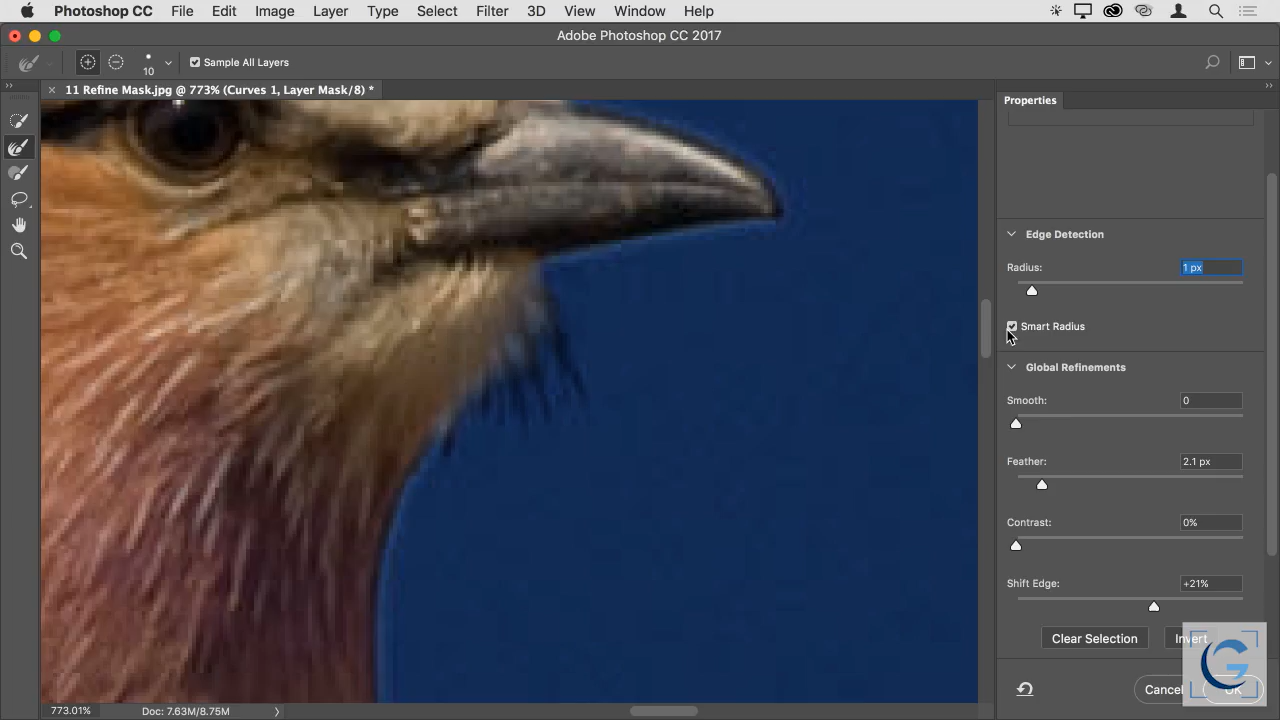 Photoshop CC File Edit Image Layer Type Select Filter 3D View Window Help
Adobe Photoshop CC 2017
10
Sample All Layers
11 Refine Mask.jpg @ 773% (Curves 1, Layer Mask/8) *
Properties
Edge Detection
Radius: 1 px
Smart Radius
Global Refinements
Smooth: 0
Feather: 2.1 px
Contrast: 0%
Shift Edge: +21%
Clear Selection Invert
Cancel OK
773.01% Doc: 7.63M/8.75M